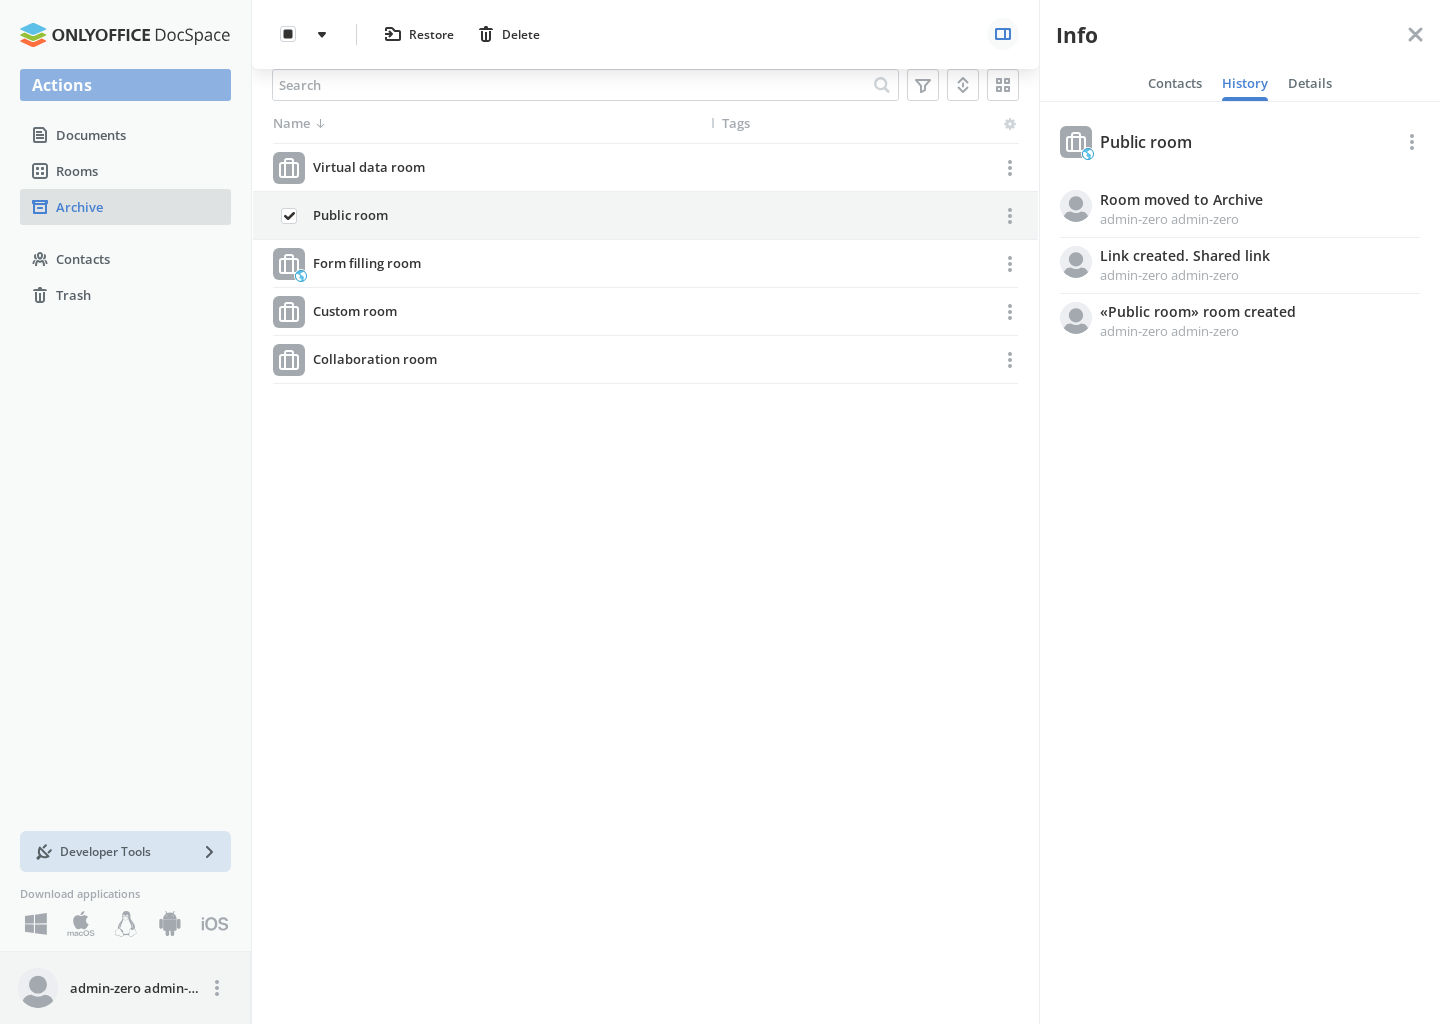 ONLYOFFICE DocSpace
Actions
Documents
Rooms
Archive
Contacts
Trash
Developer Tools
Download applications
macOS
iOS
admin-zero admin-...
Restore
Delete
Search
Name
Tags
Virtual data room
Public room
Form filling room
Custom room
Collaboration room
Info
Contacts
History
Details
Public room
Room moved to Archive
admin-zero admin-zero
Link created. Shared link
admin-zero admin-zero
«Public room» room created
admin-zero admin-zero